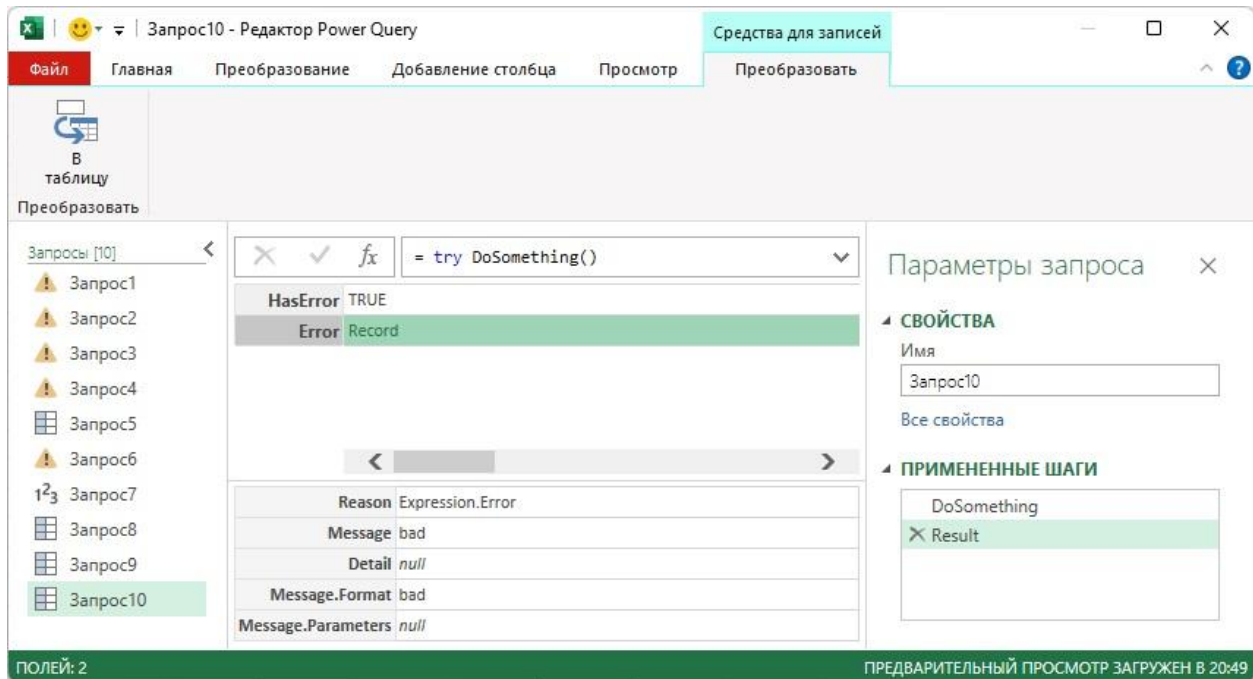 Запрос10 - Редактор Power Query
Средства для записей
Файл Главная Преобразование Добавление столбца Просмотр Преобразовать
В
таблицу
Преобразовать
Запросы [10]
Запрос1
Запрос2
Запрос3
Запрос4
Запрос5
Запрос6
1²3 Запрос7
Запрос8
Запрос9
Запрос10
fx = try DoSomething()
HasError TRUE
Error Record
Reason Expression.Error
Message bad
Detail null
Message.Format bad
Message.Parameters null
Параметры запроса
СВОЙСТВА
Имя
Запрос10
Все свойства
ПРИМЕНЕННЫЕ ШАГИ
DoSomething
Result
ПОЛЕЙ: 2
ПРЕДВАРИТЕЛЬНЫЙ ПРОСМОТР ЗАГРУЖЕН В 20:49